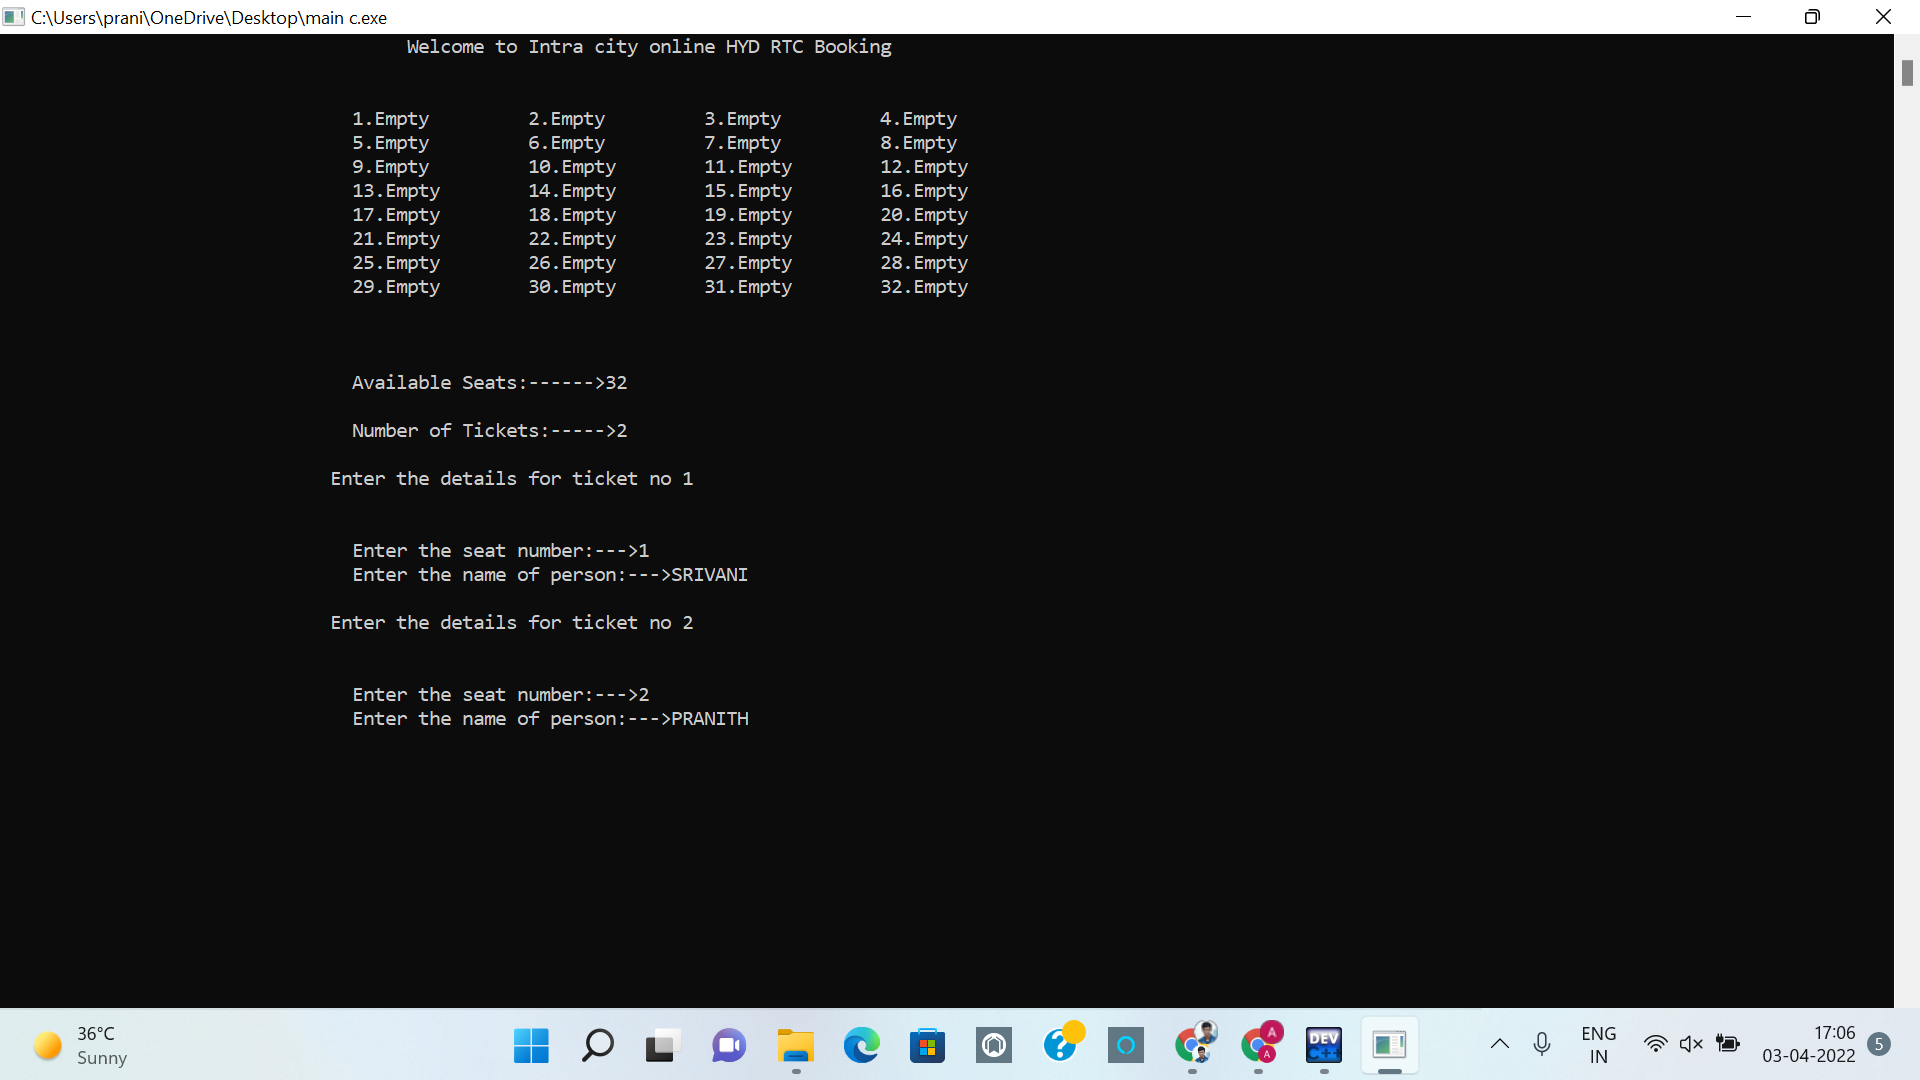 C:\Users\prani\OneDrive\Desktop\main c.exe
Welcome to Intra city online HYD RTC Booking
1.Empty 2.Empty 3.Empty 4.Empty
5.Empty 6.Empty 7.Empty 8.Empty
9.Empty 10.Empty 11.Empty 12.Empty
13.Empty 14.Empty 15.Empty 16.Empty
17.Empty 18.Empty 19.Empty 20.Empty
21.Empty 22.Empty 23.Empty 24.Empty
25.Empty 26.Empty 27.Empty 28.Empty
29.Empty 30.Empty 31.Empty 32.Empty
Available Seats:------>32
Number of Tickets:----->2
Enter the details for ticket no 1
Enter the seat number:--->1
Enter the name of person:--->SRIVANI
Enter the details for ticket no 2
Enter the seat number:--->2
Enter the name of person:--->PRANITH
36°C
Sunny
?
A
A
DEV
C++
ENG
IN
17:06
03-04-2022
5